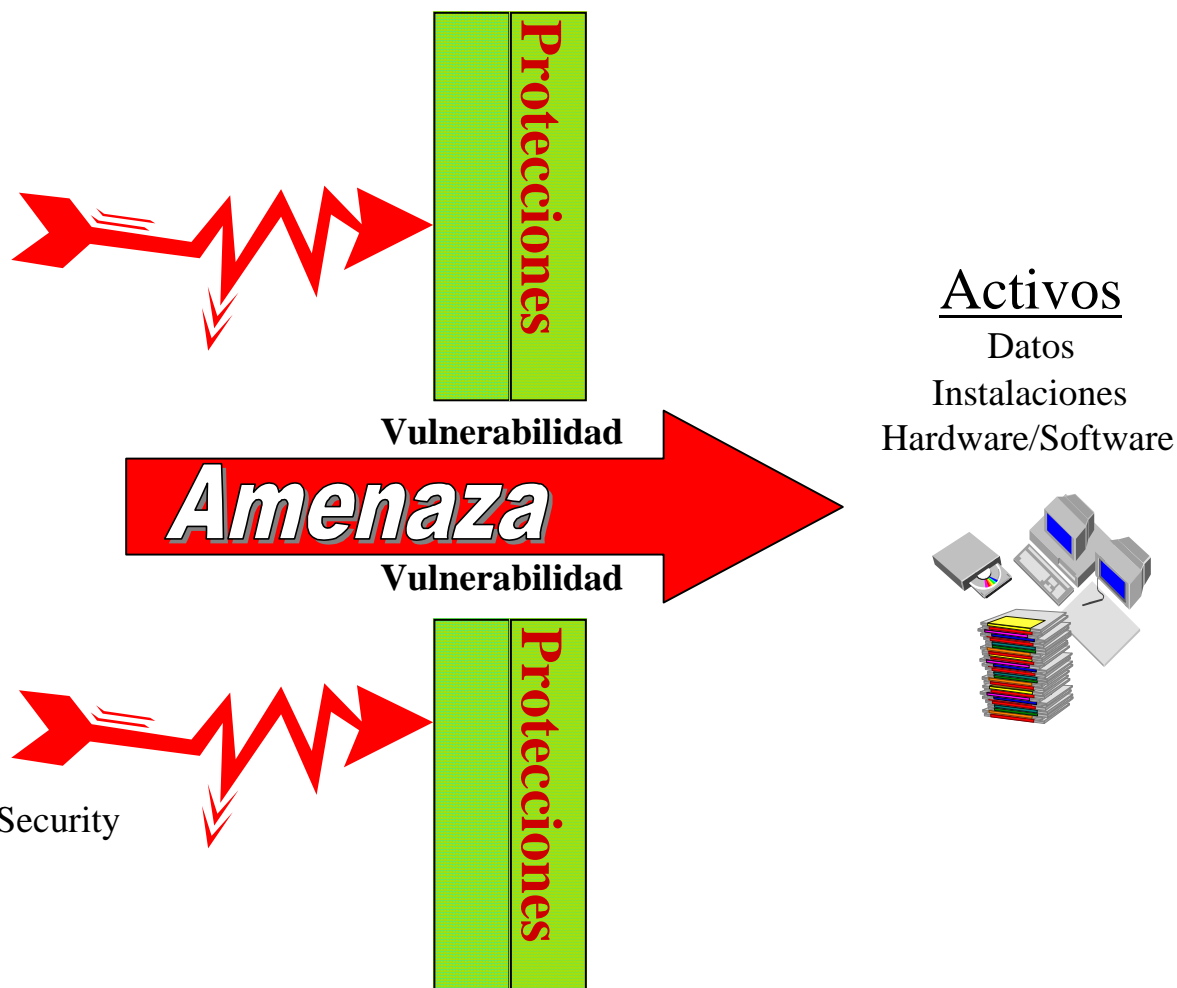 Protecciones
Activos
Datos
Instalaciones
Hardware/Software
Vulnerabilidad
Amenaza
Vulnerabilidad
Protecciones
Security